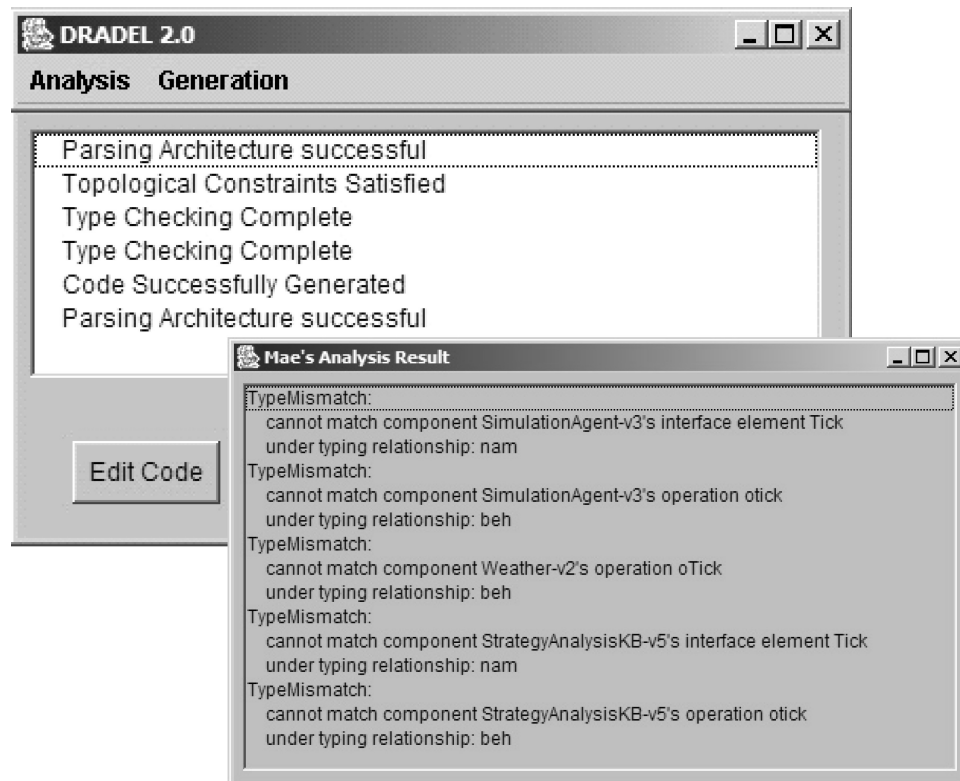 DRADEL 2.0
Analysis Generation
Parsing Architecture successful
Topological Constraints Satisfied
Type Checking Complete
Type Checking Complete
Code Successfully Generated
Parsing Architecture successful
Edit Code
Mae's Analysis Result
TypeMismatch:
cannot match component SimulationAgent-v3's interface element Tick
under typing relationship: nam
TypeMismatch:
cannot match component SimulationAgent-v3's operation otick
under typing relationship: beh
TypeMismatch:
cannot match component Weather-v2's operation oTick
under typing relationship: beh
TypeMismatch:
cannot match component StrategyAnalysisKB-v5's interface element Tick
under typing relationship: nam
TypeMismatch:
cannot match component StrategyAnalysisKB-v5's operation otick
under typing relationship: beh